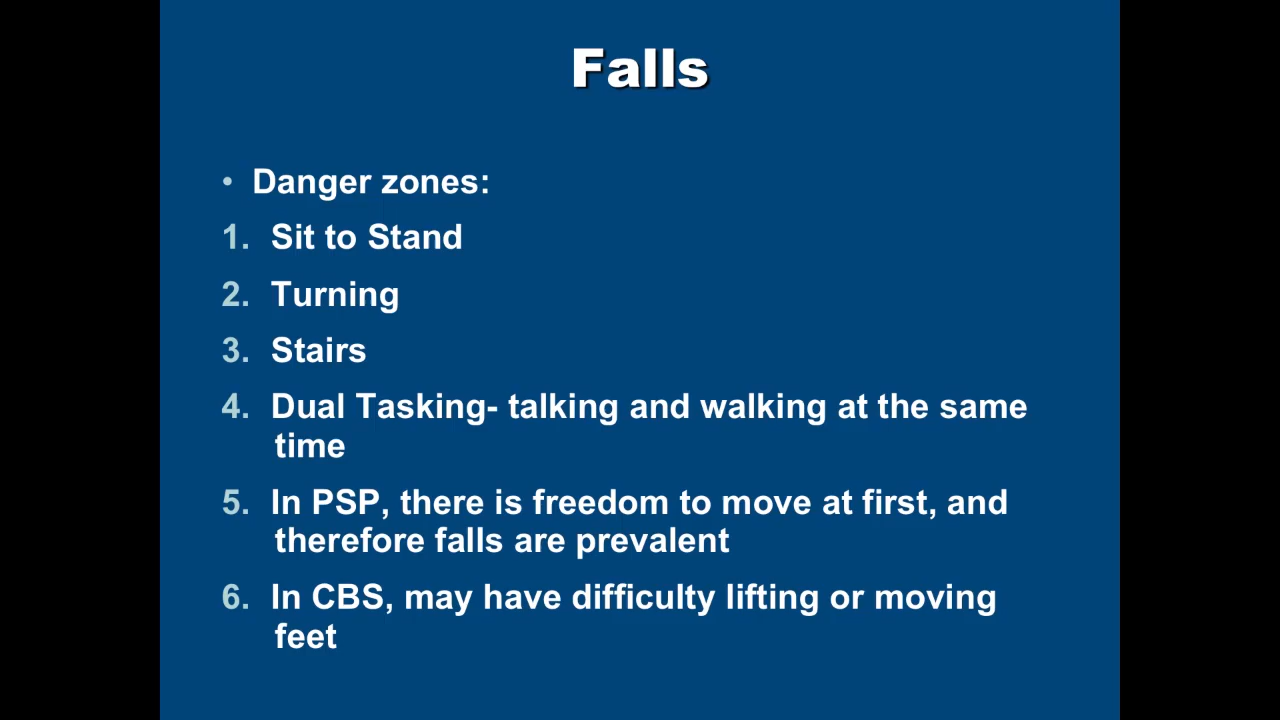 Falls
• Danger zones:
1. Sit to Stand
2. Turning
3. Stairs
4. Dual Tasking- talking and walking at the same
time
5. In PSP, there is freedom to move at first, and
therefore falls are prevalent
6. In CBS, may have difficulty lifting or moving
feet